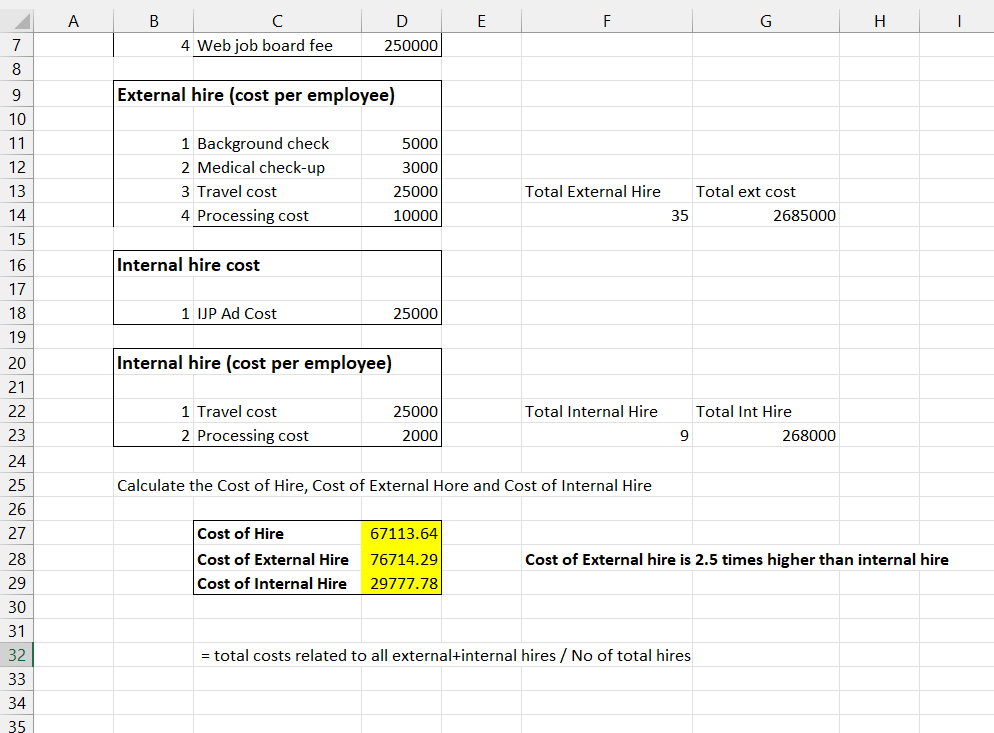 A B C D E F G H I
7 4 Web job board fee 250000
8
9 External hire (cost per employee)
10
11 1 Background check 5000
12 2 Medical check-up 3000
13 3 Travel cost 25000 Total External Hire Total ext cost
14 4 Processing cost 10000 35 2685000
15
16 Internal hire cost
17
18 1 IJP Ad Cost 25000
19
20 Internal hire (cost per employee)
21
22 1 Travel cost 25000 Total Internal Hire Total Int Hire
23 2 Processing cost 2000 9 268000
24
25 Calculate the Cost of Hire, Cost of External Hore and Cost of Internal Hire
26
27 Cost of Hire 67113.64
28 Cost of External Hire 76714.29 Cost of External hire is 2.5 times higher than internal hire
29 Cost of Internal Hire 29777.78
30
31
32 = total costs related to all external+internal hires / No of total hires
33
34
35